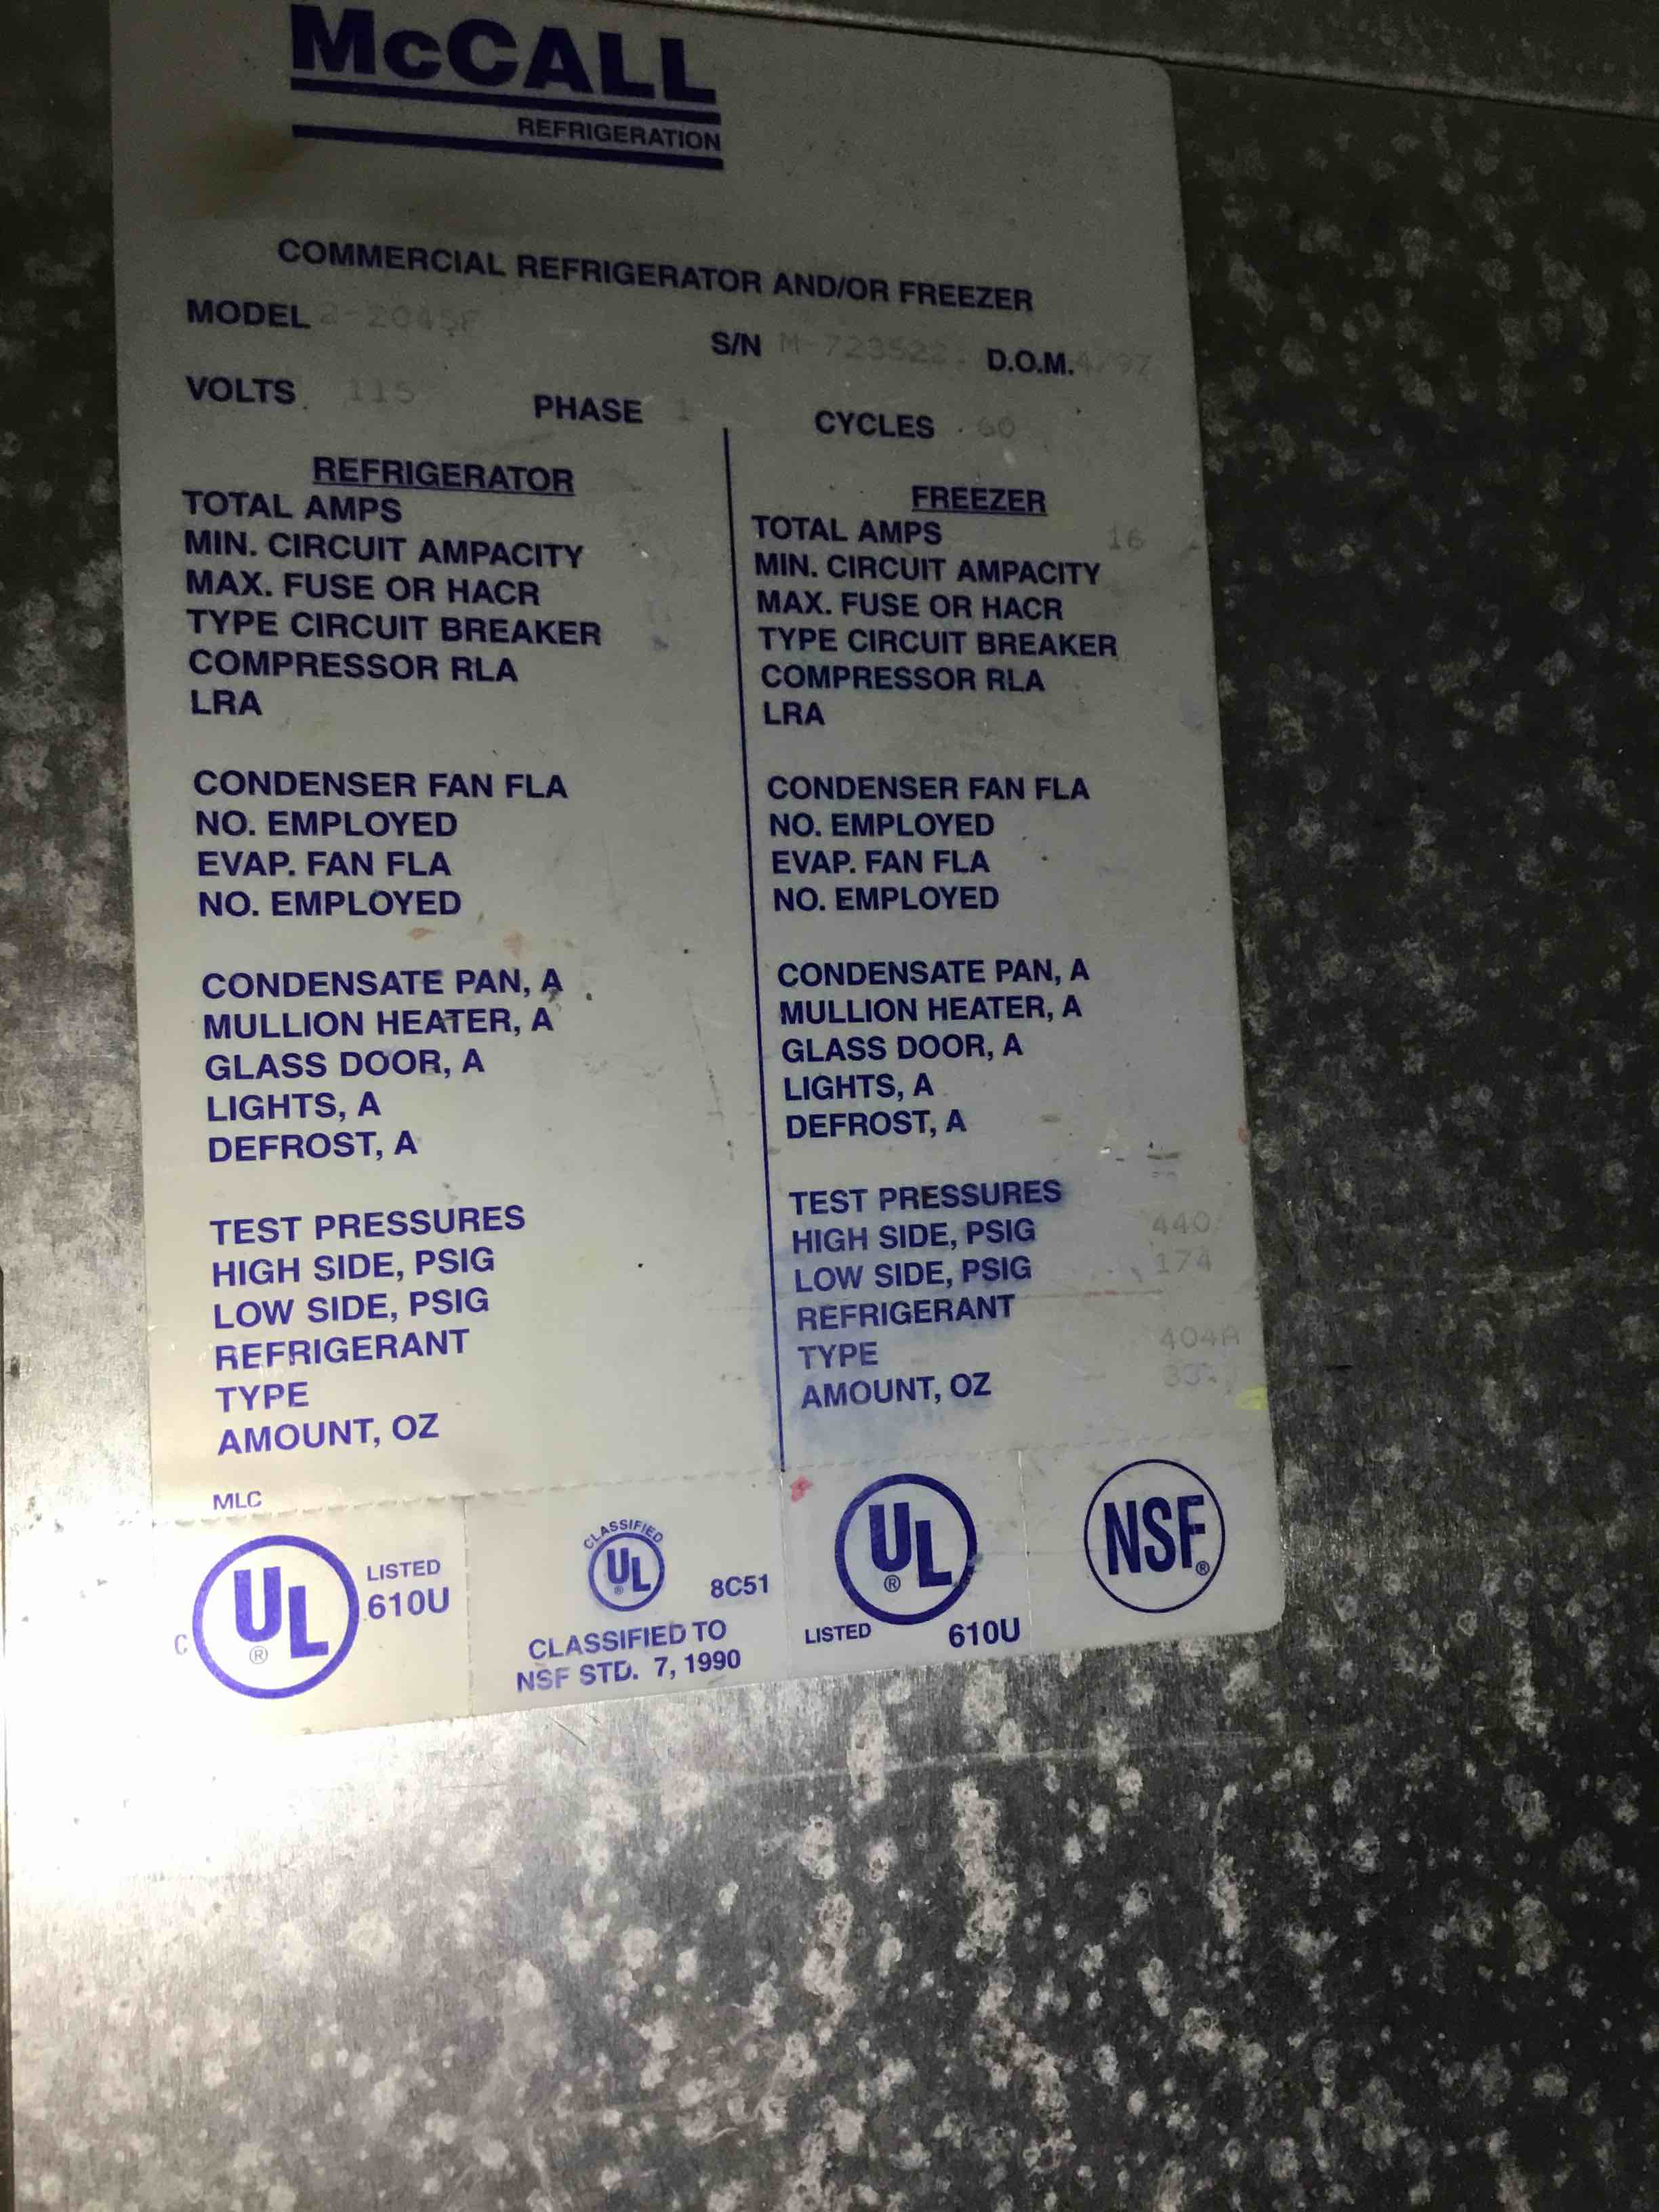 McCALL
REFRIGERATION
COMMERCIAL REFRIGERATOR AND/OR FREEZER
MODEL 2-2045F
S/N M-723522 D.O.M. 4/97
VOLTS 115 PHASE 1 CYCLES 60
REFRIGERATOR
TOTAL AMPS
MIN. CIRCUIT AMPACITY
MAX. FUSE OR HACR
TYPE CIRCUIT BREAKER
COMPRESSOR RLA
LRA
CONDENSER FAN FLA
NO. EMPLOYED
EVAP. FAN FLA
NO. EMPLOYED
CONDENSATE PAN, A
MULLION HEATER, A
GLASS DOOR, A
LIGHTS, A
DEFROST, A
TEST PRESSURES
HIGH SIDE, PSIG
LOW SIDE, PSIG
REFRIGERANT
TYPE
AMOUNT, OZ
FREEZER
TOTAL AMPS 16
MIN. CIRCUIT AMPACITY
MAX. FUSE OR HACR
TYPE CIRCUIT BREAKER
COMPRESSOR RLA
LRA
CONDENSER FAN FLA
NO. EMPLOYED
EVAP. FAN FLA
NO. EMPLOYED
CONDENSATE PAN, A
MULLION HEATER, A
GLASS DOOR, A
LIGHTS, A
DEFROST, A
TEST PRESSURES
HIGH SIDE, PSIG 440
LOW SIDE, PSIG 174
REFRIGERANT
TYPE 404A
AMOUNT, OZ 33
MLC
C UL ® LISTED
610U
CLASSIFIED
UL ® 8C51
CLASSIFIED TO
NSF STD. 7, 1990
UL ®
LISTED 610U
NSF ®